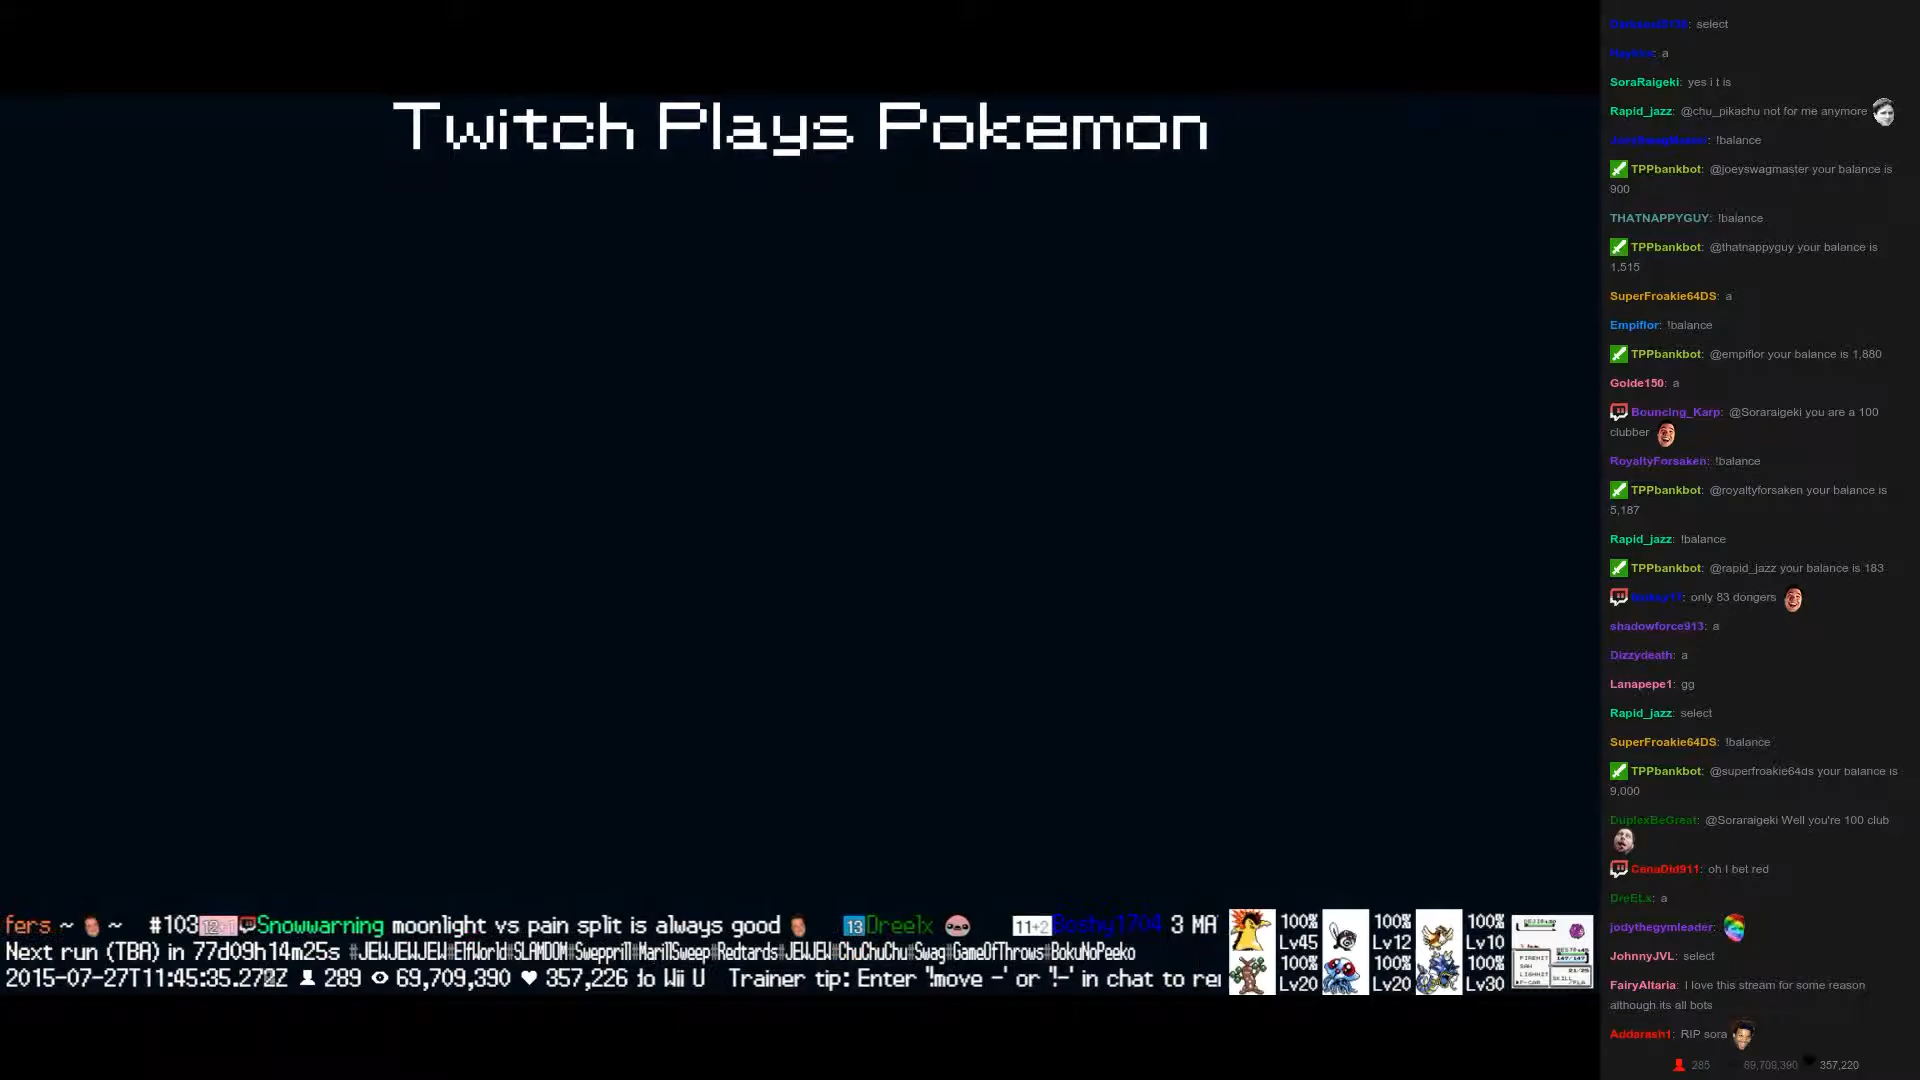 Twitch Plays Pokemon
fers ~ ~ #103 12+1 Snowwarning moonlight vs pain split is always good 13 Dreelx 11+2 Boshy1704 3 MA
Next run (TBA) in 77d09h14m25s #JEWJEWJEW#ElfWorld#SLAMDOM#Swepprill#MarillSweep#Redtards#JEWJEW#ChuChuChu#Swag#GameOfThrows#BokuNoPeeko
2015-07-27T11:45:35. 289 69,709,390 357,226 Wii U Trainer tip: Enter '!move -' or '!-' in chat to re
100% 100% 100%
Lv45 Lv12 Lv10
100% 100% 100%
Lv20 Lv20 Lv30
: select
: a
SoraRaigeki: yes i t is
Rapid_jazz: @chu_pikachu not for me anymore
JoeySwagMaster: !balance
TPPbankbot: @joeyswagmaster your balance is
900
THATNAPPYGUY: !balance
TPPbankbot: @thatnappyguy your balance is
1,515
SuperFroakie64DS: a
Empiflor: !balance
TPPbankbot: @empiflor your balance is 1,880
Golde150: a
Bouncing_Karp: @Soraraigeki you are a 100
clubber
RoyaltyForsaken: !balance
TPPbankbot: @royaltyforsaken your balance is
5,187
Rapid_jazz: !balance
TPPbankbot: @rapid_jazz your balance is 183
: only 83 dongers
shadowforce913: a
Dizzydeath: a
Lanapepe1: gg
Rapid_jazz: select
SuperFroakie64DS: !balance
TPPbankbot: @superfroakie64ds your balance is
9,000
DuplexBeGreat: @Soraraigeki Well you're 100 club
CenaDid911: oh I bet red
DreELx: a
jodythegymleader:
JohnnyJVL: select
FairyAltaria: I love this stream for some reason
although its all bots
Addarash1: RIP sora
285 69,709,390 357,220